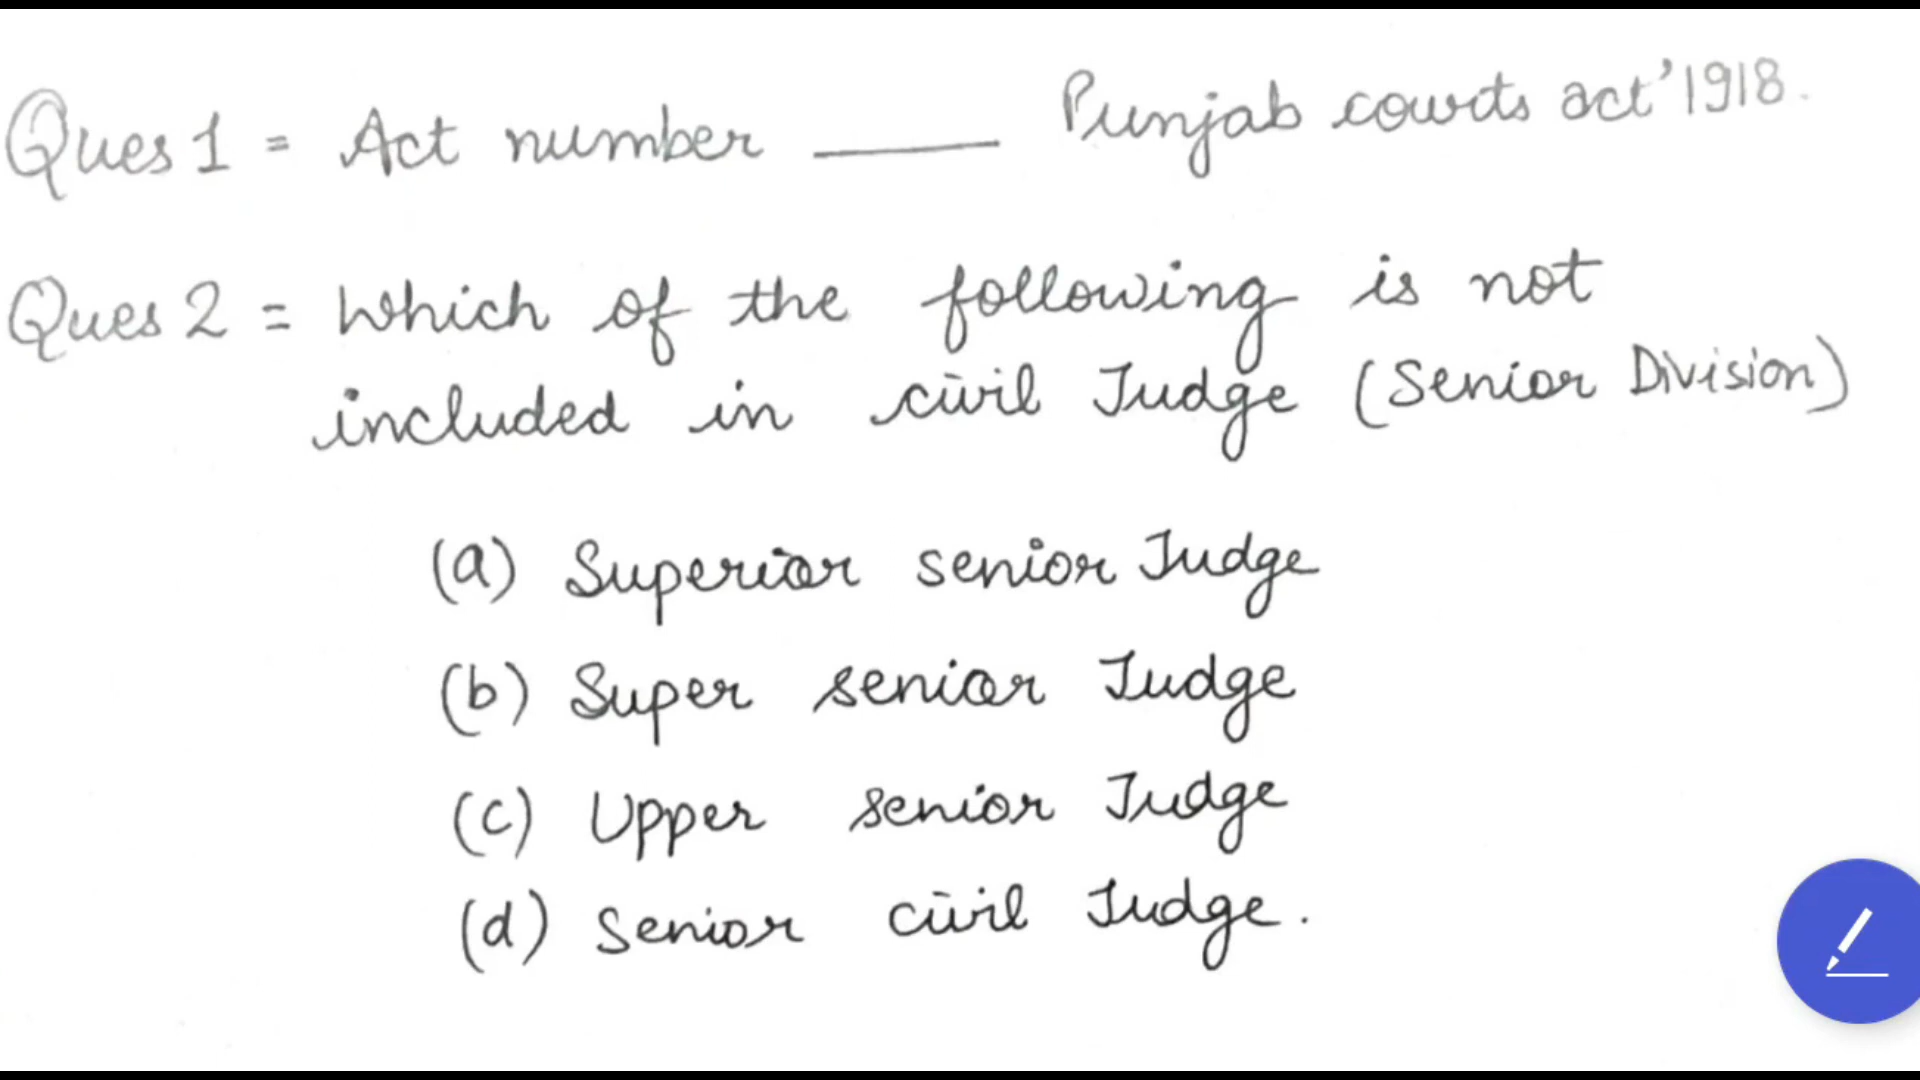 Ques 1 = Act number ______ Punjab courts act'1918.
Ques 2 = Which of the following is not
included in civil Judge (Senior Division)
(a) Superior senior Judge
(b) Super senior Judge
(c) Upper senior Judge
(d) Senior civil Judge.